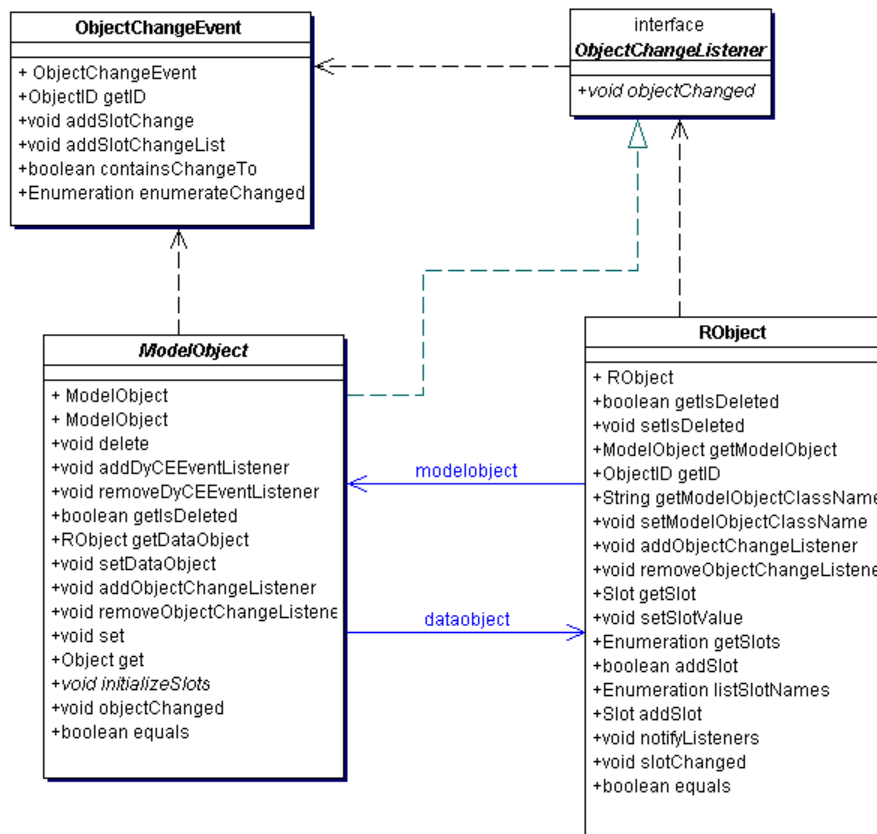 ObjectChangeEvent
+ ObjectChangeEvent
+ObjectID getID
+void addSlotChange
+void addSlotChangeList
+boolean containsChangeTo
+Enumeration enumerateChanged
interface
ObjectChangeListener
+void objectChanged
ModelObject
+ ModelObject
+ ModelObject
+void delete
+void addDyCEEventListener
+void removeDyCEEventListener
+boolean getIsDeleted
+RObject getDataObject
+void setDataObject
+void addObjectChangeListener
+void removeObjectChangeListene
+void set
+Object get
+void initializeSlots
+void objectChanged
+boolean equals
modelobject
dataobject
RObject
+ RObject
+boolean getIsDeleted
+void setIsDeleted
+ModelObject getModelObject
+ObjectID getID
+String getModelObjectClassName
+void setModelObjectClassName
+void addObjectChangeListener
+void removeObjectChangeListene
+Slot getSlot
+void setSlotValue
+Enumeration getSlots
+boolean addSlot
+Enumeration listSlotNames
+Slot addSlot
+void notifyListeners
+void slotChanged
+boolean equals